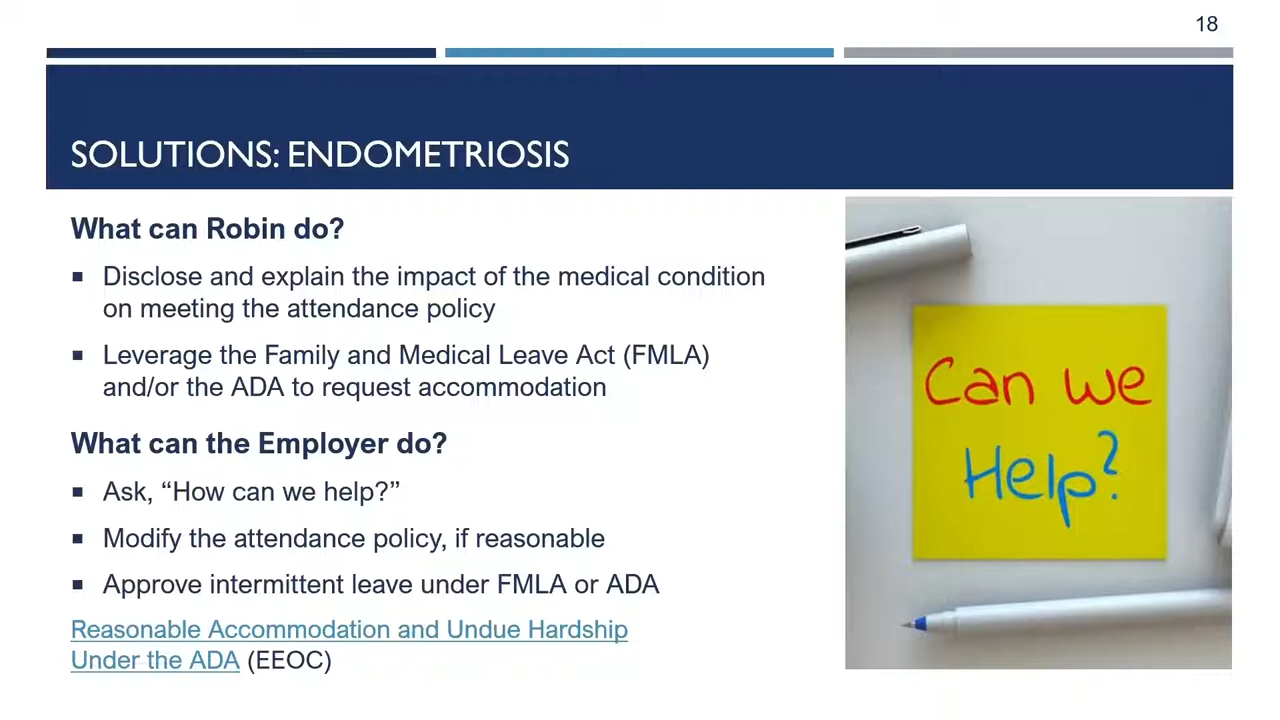 18
SOLUTIONS: ENDOMETRIOSIS
What can Robin do?
▪ Disclose and explain the impact of the medical condition
on meeting the attendance policy
▪ Leverage the Family and Medical Leave Act (FMLA)
and/or the ADA to request accommodation
What can the Employer do?
▪ Ask, “How can we help?”
▪ Modify the attendance policy, if reasonable
▪ Approve intermittent leave under FMLA or ADA
Reasonable Accommodation and Undue Hardship
Under the ADA (EEOC)
Can we
Help?